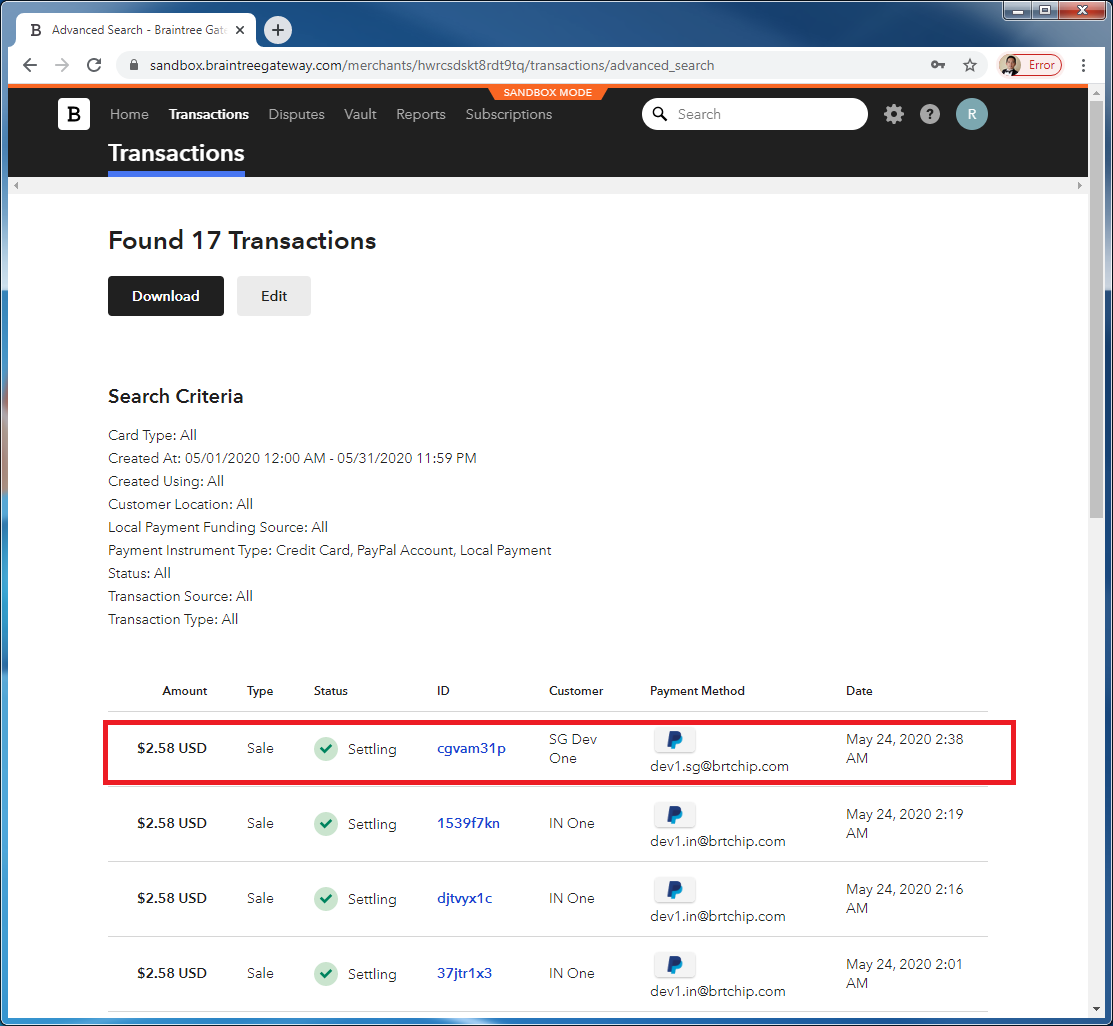 B Advanced Search - Braintree Gat
sandbox.braintreegateway.com/merchants/hwrcsdskt8rdt9tq/transactions/advanced_search Error
SANDBOX MODE
B Home Transactions Disputes Vault Reports Subscriptions Search ? R
Transactions
Found 17 Transactions
Download Edit
Search Criteria
Card Type: All
Created At: 05/01/2020 12:00 AM - 05/31/2020 11:59 PM
Created Using: All
Customer Location: All
Local Payment Funding Source: All
Payment Instrument Type: Credit Card, PayPal Account, Local Payment
Status: All
Transaction Source: All
Transaction Type: All
Amount Type Status ID Customer Payment Method Date
$2.58 USD Sale Settling cgvam31p SG Dev One dev1.sg@brtchip.com May 24, 2020 2:38 AM
$2.58 USD Sale Settling 1539f7kn IN One dev1.in@brtchip.com May 24, 2020 2:19 AM
$2.58 USD Sale Settling djtvyx1c IN One dev1.in@brtchip.com May 24, 2020 2:16 AM
$2.58 USD Sale Settling 37jtr1x3 IN One dev1.in@brtchip.com May 24, 2020 2:01 AM